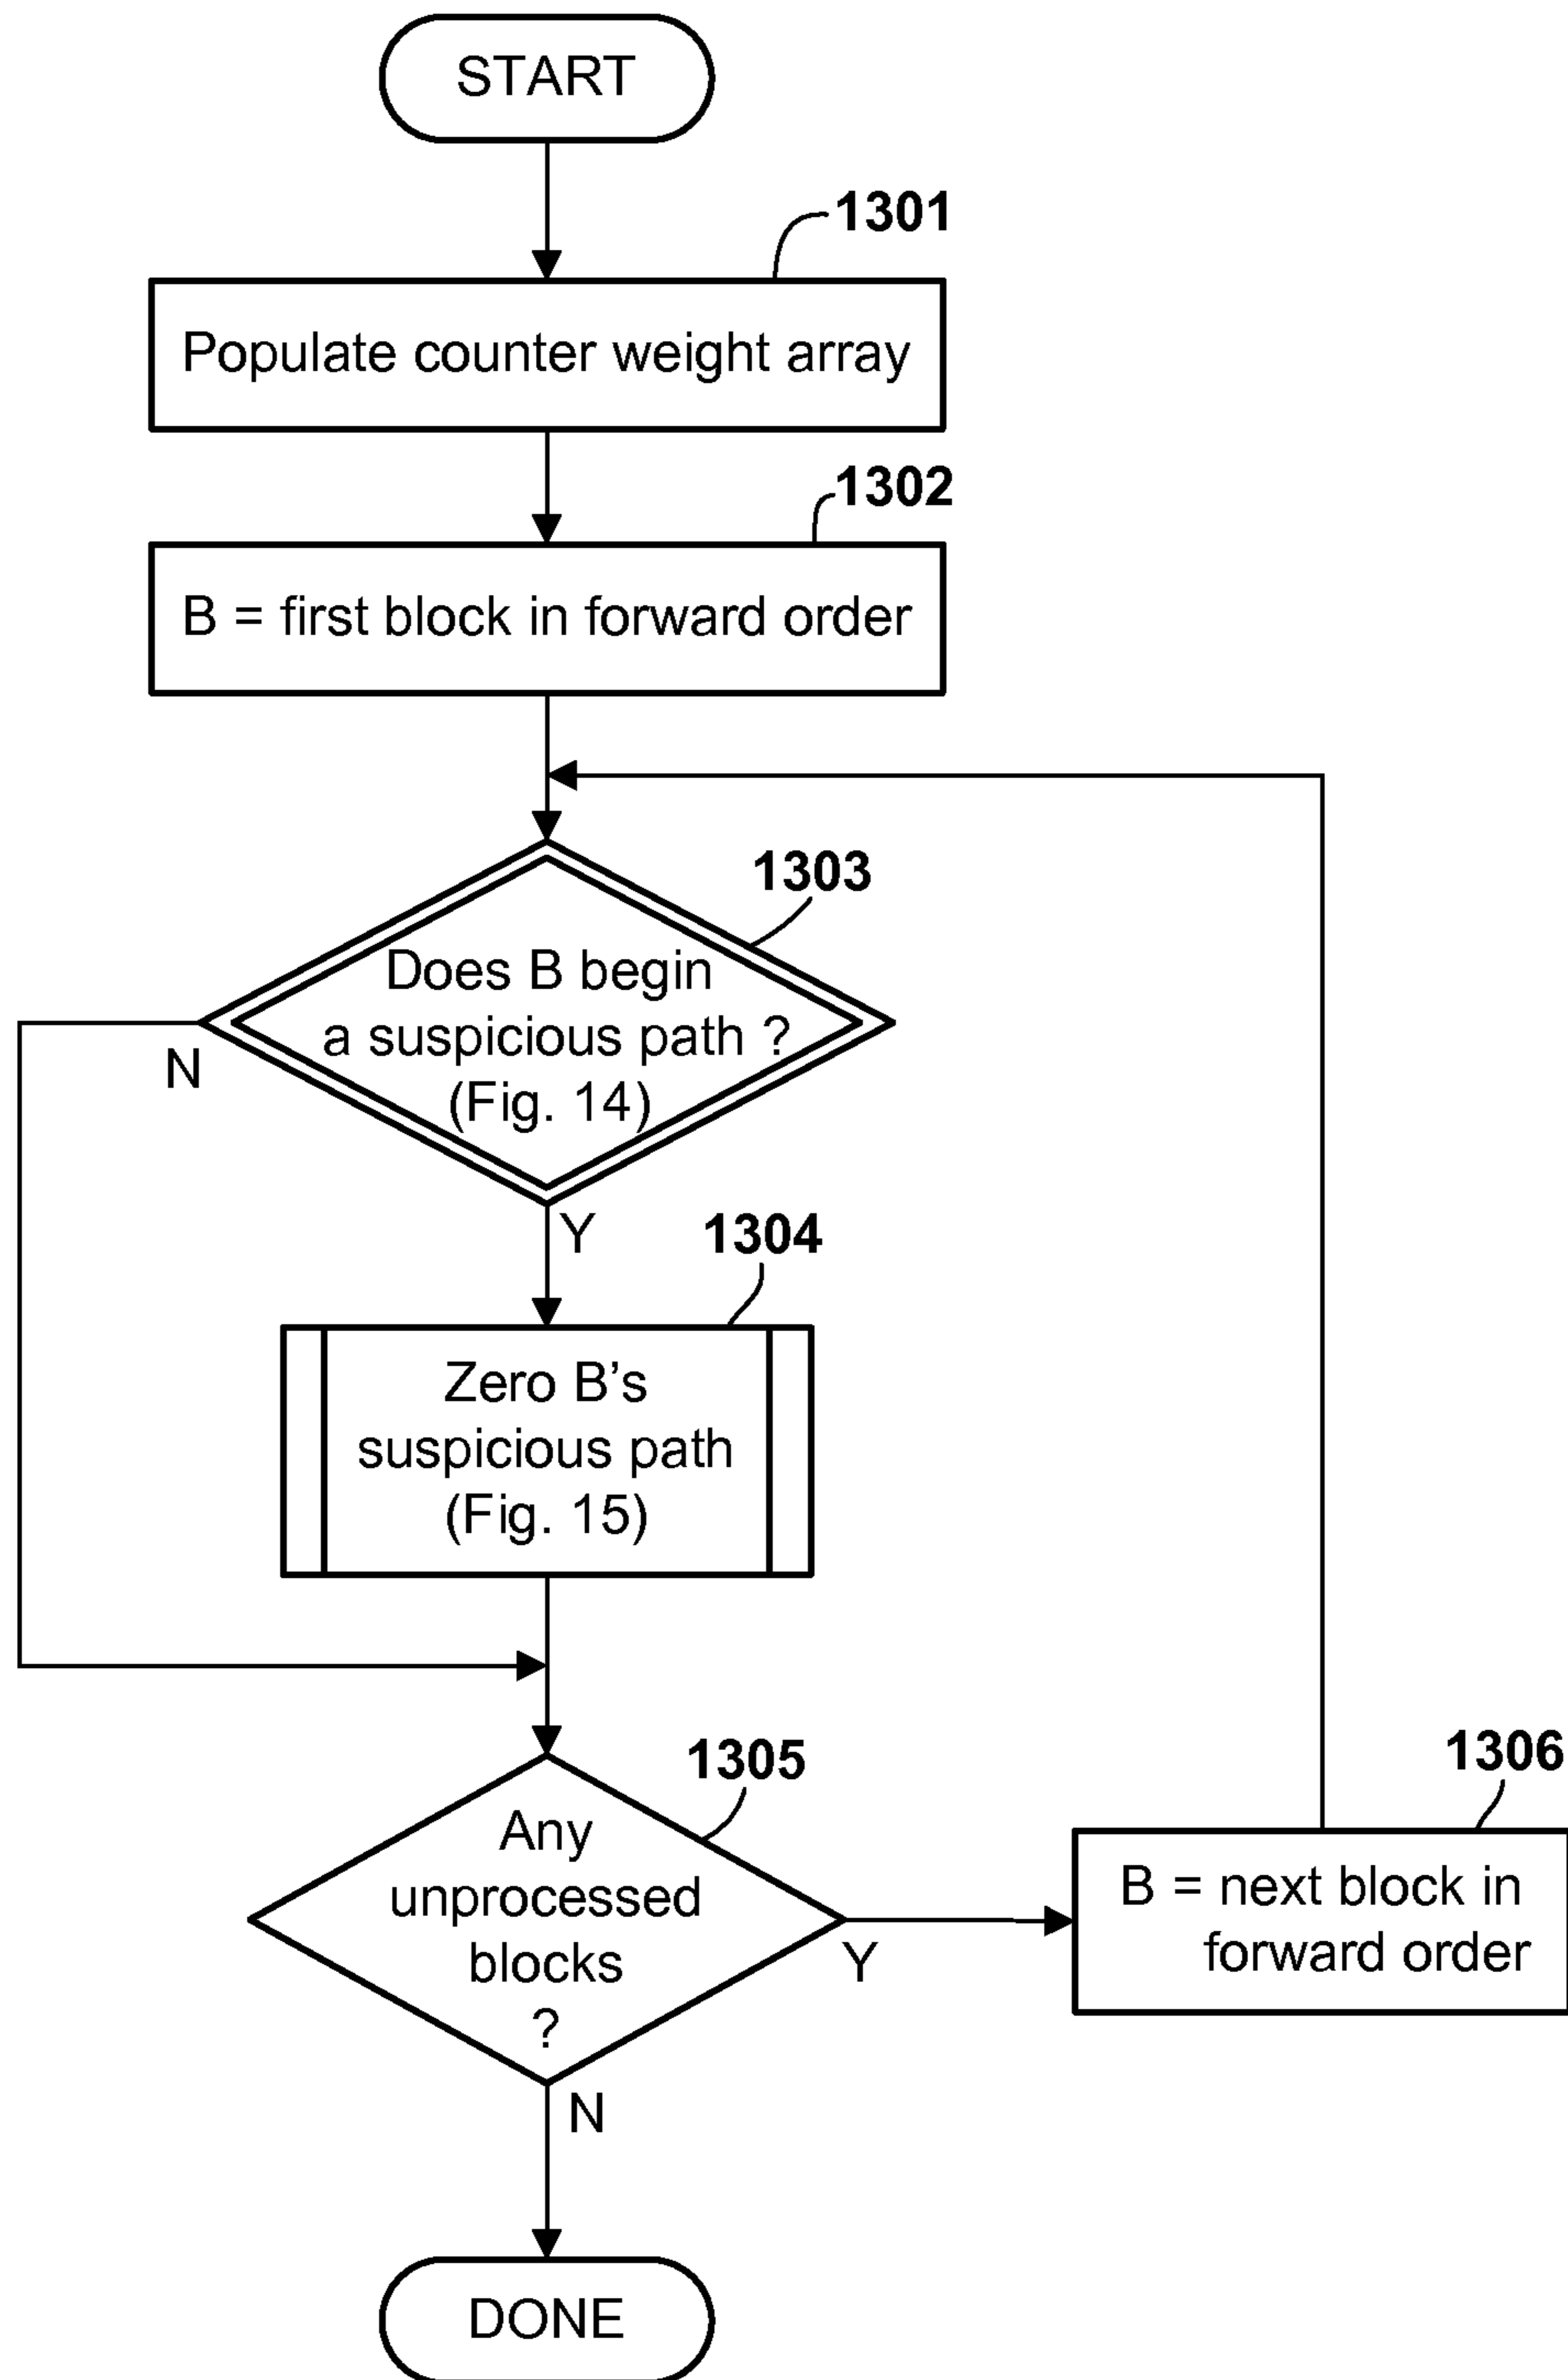 START
1301
Populate counter weight array
1302
B = first block in forward order
1303
Does B begin
a suspicious path ?
(Fig. 14)
N
Y
1304
Zero B's
suspicious path
(Fig. 15)
1305
Any
unprocessed
blocks
?
Y
1306
B = next block in
forward order
N
DONE